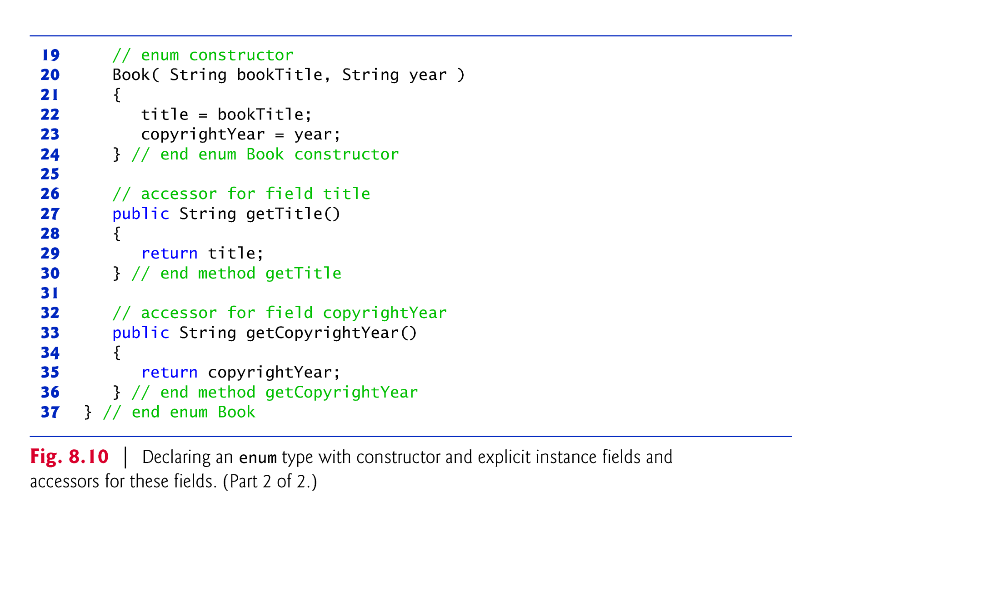 19 // enum constructor
20 Book( String bookTitle, String year )
21 {
22 title = bookTitle;
23 copyrightYear = year;
24 } // end enum Book constructor
25
26 // accessor for field title
27 public String getTitle()
28 {
29 return title;
30 } // end method getTitle
31
32 // accessor for field copyrightYear
33 public String getCopyrightYear()
34 {
35 return copyrightYear;
36 } // end method getCopyrightYear
37 } // end enum Book
Fig. 8.10 | Declaring an enum type with constructor and explicit instance fields and
accessors for these fields. (Part 2 of 2.)